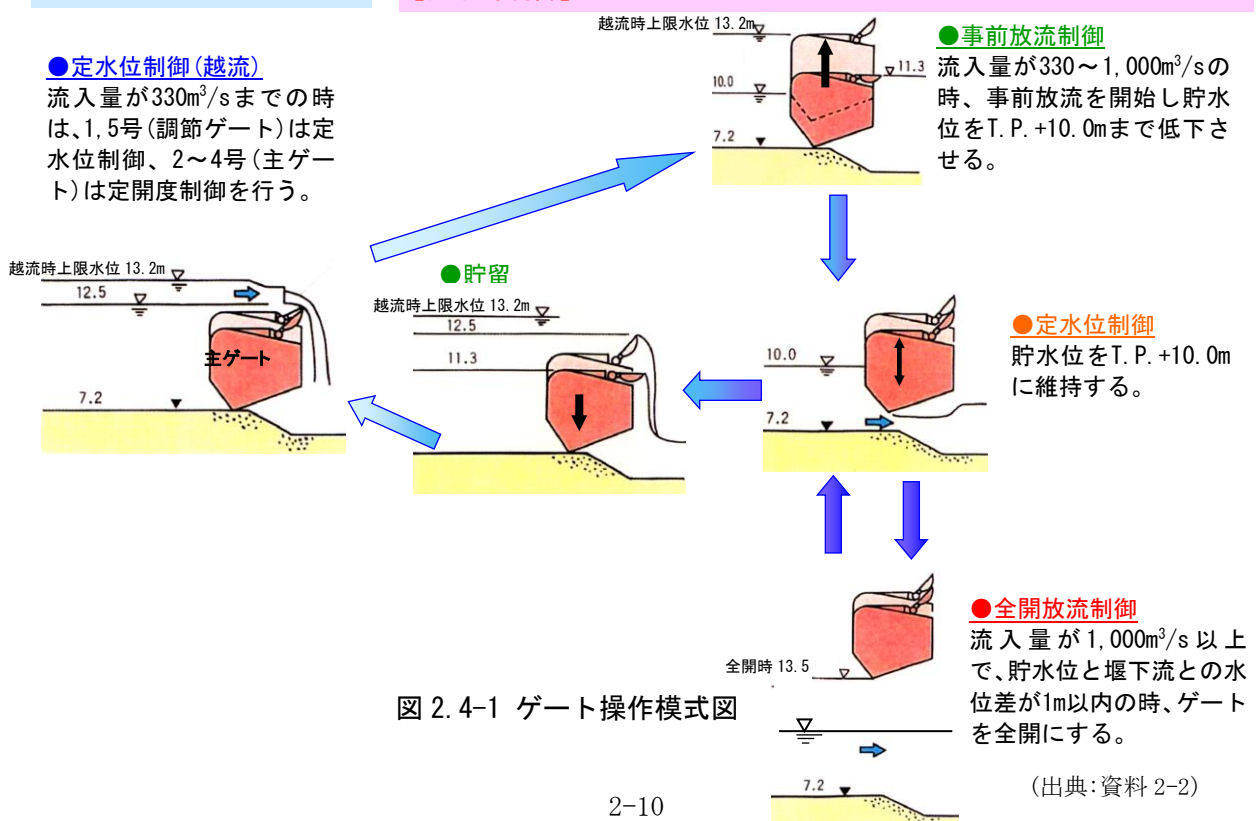 越流時上限水位 13.2m
●事前放流制御
流入量が330～1,000m³/sの
時、事前放流を開始し貯水
位をT.P.+10.0mまで低下さ
せる。
11.3
10.0
7.2
●定水位制御(越流)
流入量が330m³/sまでの時
は、1,5号(調節ゲート)は定
水位制御、2～4号(主ゲー
ト)は定開度制御を行う。
越流時上限水位 13.2m
12.5
主ゲート
7.2
●貯留
越流時上限水位 13.2m
12.5
11.3
●定水位制御
貯水位をT.P.+10.0m
に維持する。
10.0
7.2
●全開放流制御
流入量が1,000m³/s以上
で、貯水位と堰下流との水
位差が1m以内の時、ゲート
を全開にする。
全開時 13.5
7.2
図 2.4-1 ゲート操作模式図
(出典:資料 2-2)
2-10